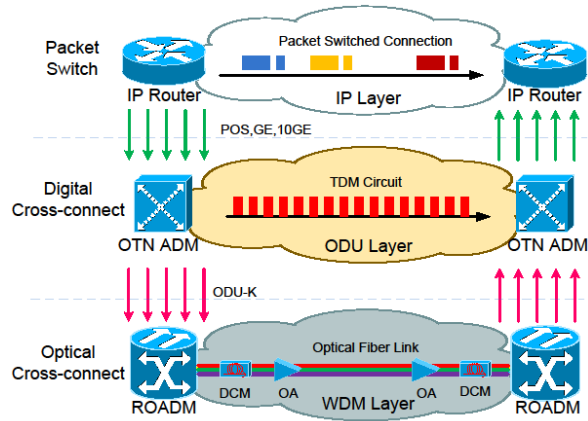 Packet
Switch
Packet Switched Connection
IP Router
IP Layer
IP Router
POS,GE,10GE
Digital
Cross-connect
TDM Circuit
OTN ADM
ODU Layer
OTN ADM
ODU-K
Optical
Cross-connect
Optical Fiber Link
DCM
OA
OA
DCM
ROADM
WDM Layer
ROADM